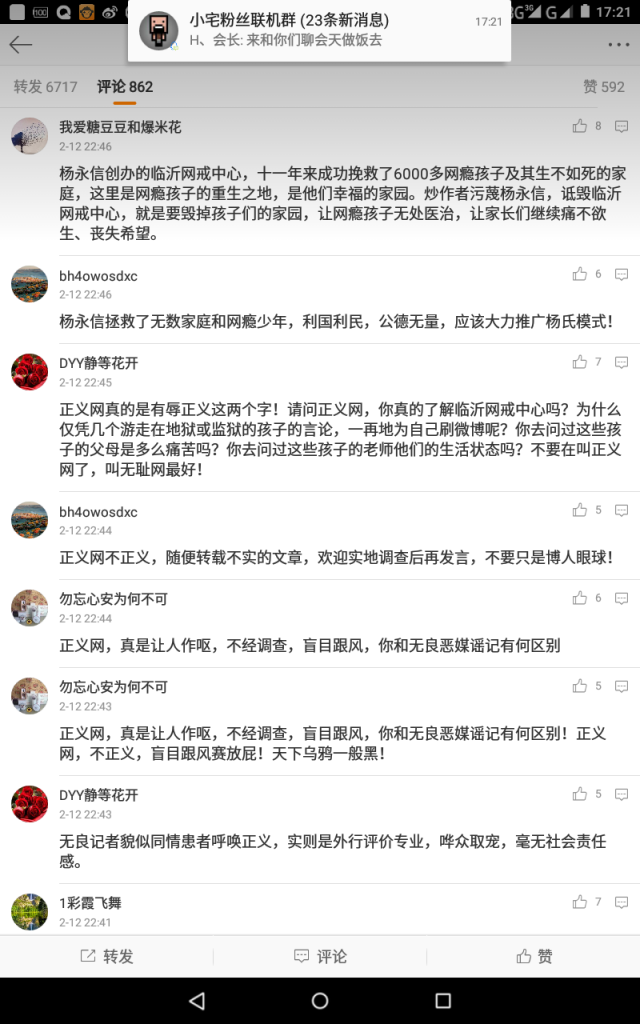 小宅粉丝联机群 (23条新消息)
17:21
H、会长: 来和你们聊会天做饭去
3G
G
17:21
转发 6717
评论 862
赞 592
我爱糖豆豆和爆米花
8
2-12 22:46
杨永信创办的临沂网戒中心，十一年来成功挽救了6000多网瘾孩子及其生不如死的家
庭，这里是网瘾孩子的重生之地，是他们幸福的家园。炒作者污蔑杨永信，诋毁临沂
网戒中心，就是要毁掉孩子们的家园，让网瘾孩子无处医治，让家长们继续痛不欲
生、丧失希望。
bh4owosdxc
6
2-12 22:46
杨永信拯救了无数家庭和网瘾少年，利国利民，公德无量，应该大力推广杨氏模式！
DYY静等花开
7
2-12 22:45
正义网真的是有辱正义这两个字！请问正义网，你真的了解临沂网戒中心吗？为什么
仅凭几个游走在地狱或监狱的孩子的言论，一再地为自己刷微博呢？你去问过这些孩
子的父母是多么痛苦吗？你去问过这些孩子的老师他们的生活状态吗？不要在叫正义
网了，叫无耻网最好！
bh4owosdxc
5
2-12 22:44
正义网不正义，随便转载不实的文章，欢迎实地调查后再发言，不要只是博人眼球！
勿忘心安为何不可
6
2-12 22:44
正义网，真是让人作呕，不经调查，盲目跟风，你和无良恶媒谣记有何区别
勿忘心安为何不可
5
2-12 22:43
正义网，真是让人作呕，不经调查，盲目跟风，你和无良恶媒谣记有何区别！正义
网，不正义，盲目跟风赛放屁！天下乌鸦一般黑！
DYY静等花开
5
2-12 22:43
无良记者貌似同情患者呼唤正义，实则是外行评价专业，哗众取宠，毫无社会责任
感。
1彩霞飞舞
7
2-12 22:41
转发
评论
赞